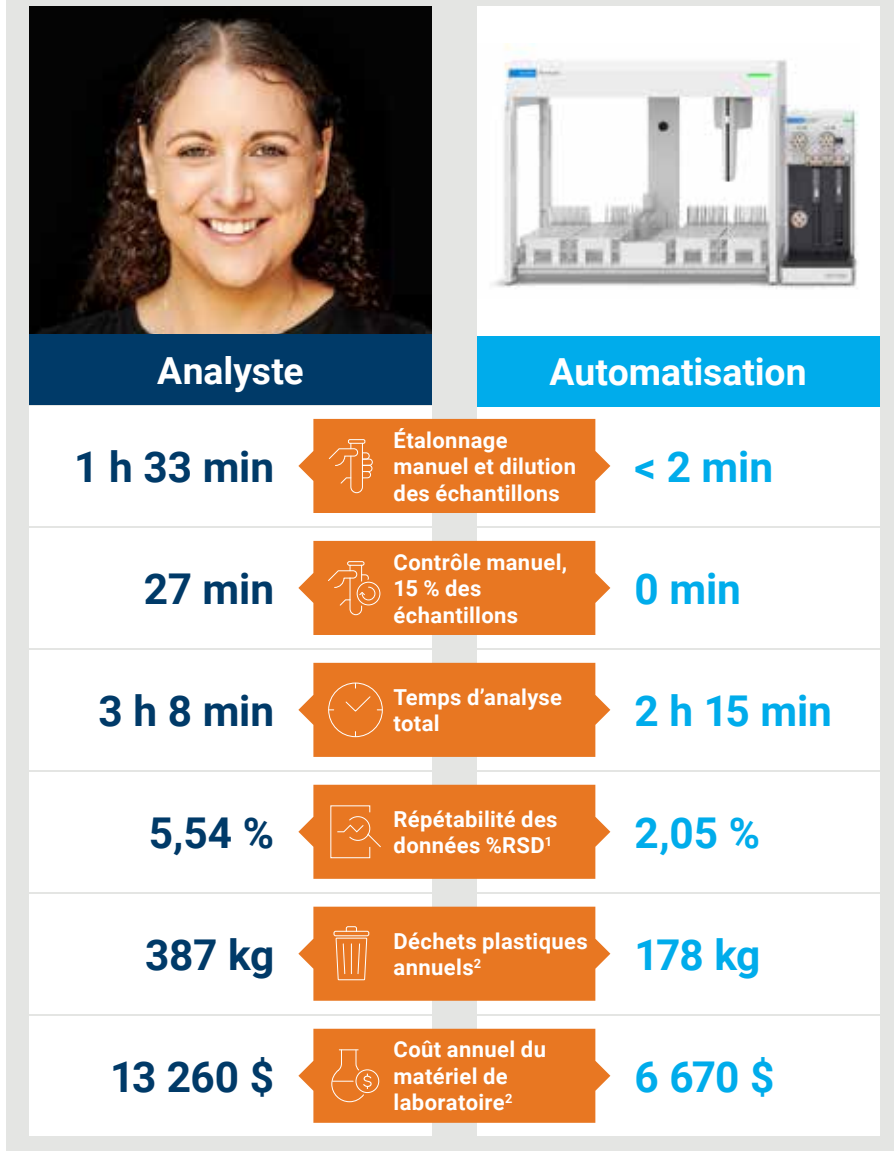 Analyste
Automatisation
1 h 33 min
Étalonnage
manuel et dilution
des échantillons
< 2 min
27 min
Contrôle manuel,
15 % des
échantillons
0 min
3 h 8 min
Temps d’analyse
total
2 h 15 min
5,54 %
Répétabilité des
données %RSD¹
2,05 %
387 kg
Déchets plastiques
annuels²
178 kg
13 260 $
$
Coût annuel du
matériel de
laboratoire²
6 670 $